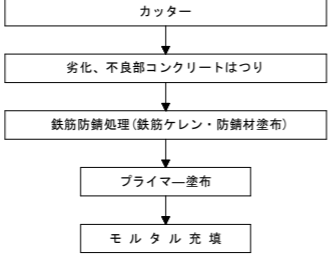 カッター
劣化、不良部コンクリートはつり
鉄筋防錆処理(鉄筋ケレン・防錆材塗布)
プライマ―塗布
モ ル タ ル 充 填